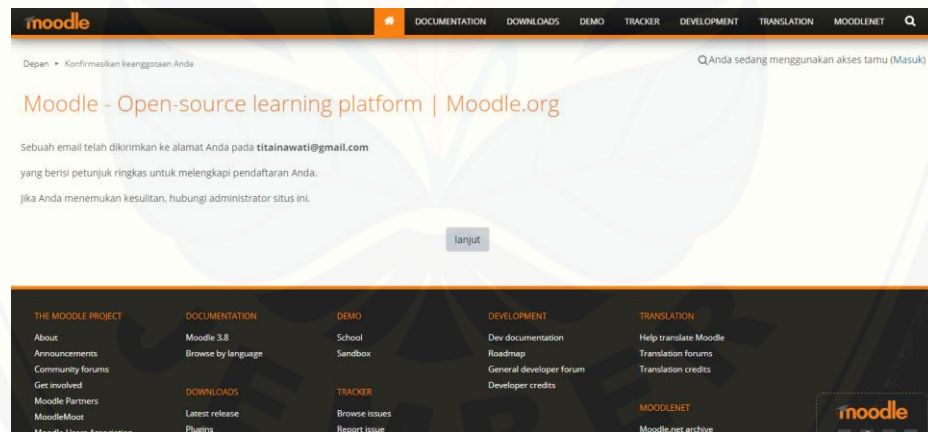 moodle
DOCUMENTATION DOWNLOADS DEMO TRACKER DEVELOPMENT TRANSLATION MOODLENET
Depan ► Konfirmasikan keanggotaan Anda
Anda sedang menggunakan akses tamu (Masuk)
Moodle - Open-source learning platform | Moodle.org
Sebuah email telah dikirimkan ke alamat Anda pada titainawati@gmail.com
yang berisi petunjuk ringkas untuk melengkapi pendaftaran Anda.
Jika Anda menemukan kesulitan, hubungi administrator situs ini.
lanjut
THE MOODLE PROJECT
About
Announcements
Community forums
Get involved
Moodle Partners
MoodleMoot
Moodle Users Association
DOCUMENTATION
Moodle 3.8
Browse by language
DOWNLOADS
Latest release
Plugins
DEMO
School
Sandbox
TRACKER
Browse issues
Report issue
DEVELOPMENT
Dev documentation
Roadmap
General developer forum
Developer credits
TRANSLATION
Help translate Moodle
Translation forums
Translation credits
MOODLENET
Moodle.net archive
moodle
JEMBER